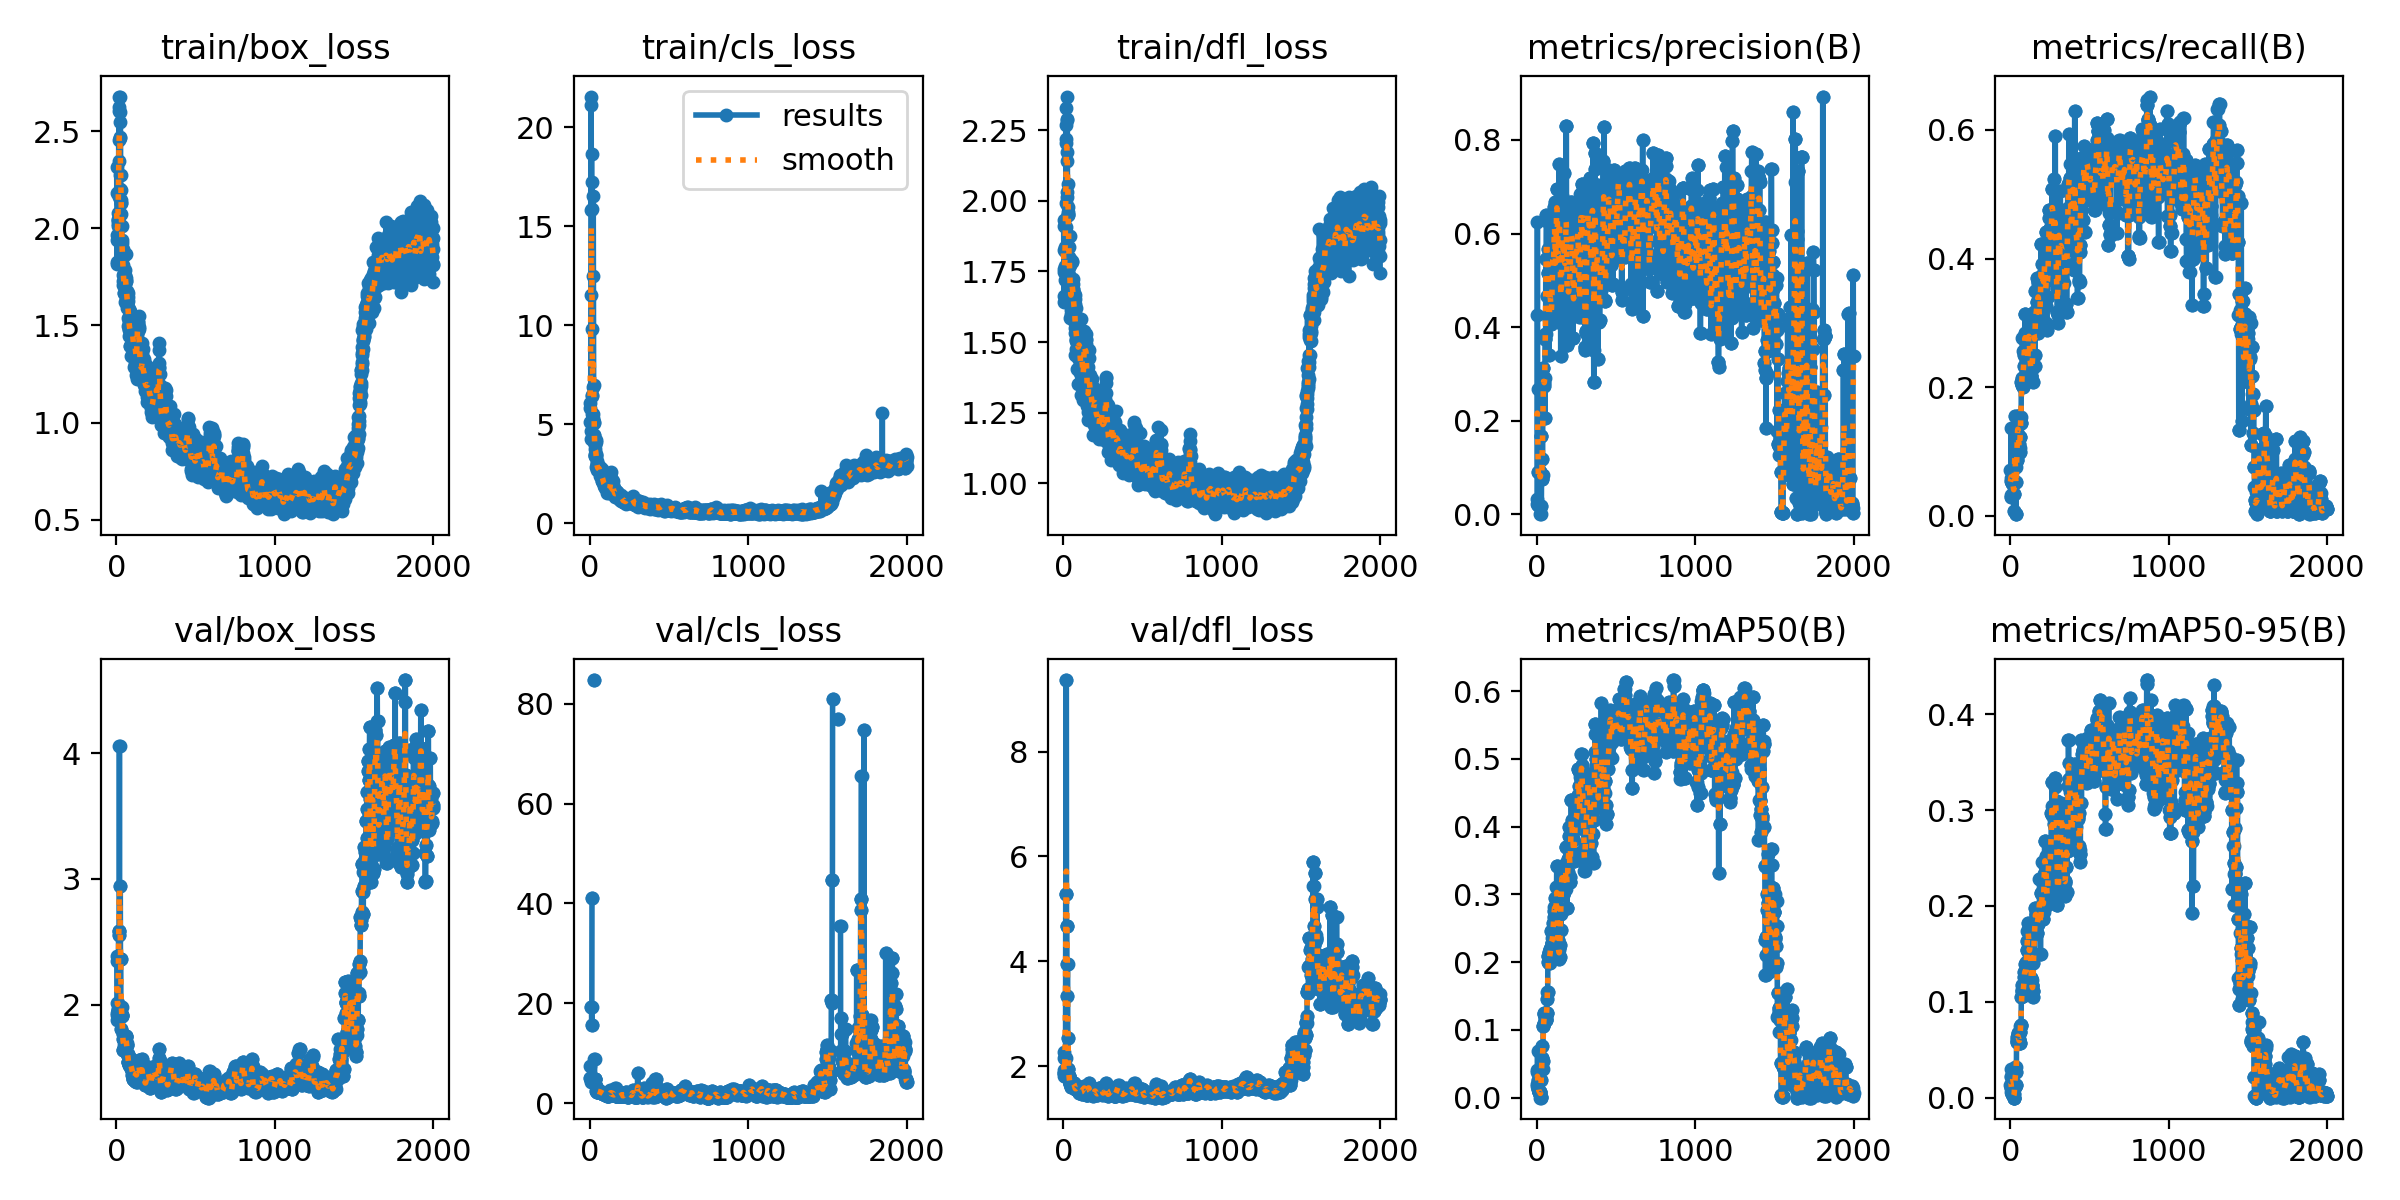 train/box_loss
2.5
2.0
1.5
1.0
0.5
0 1000 2000
train/cls_loss
results
smooth
20
15
10
5
0
0 1000 2000
train/dfl_loss
2.25
2.00
1.75
1.50
1.25
1.00
0 1000 2000
metrics/precision(B)
0.8
0.6
0.4
0.2
0.0
0 1000 2000
metrics/recall(B)
0.6
0.4
0.2
0.0
0 1000 2000
val/box_loss
4
3
2
0 1000 2000
val/cls_loss
80
60
40
20
0
0 1000 2000
val/dfl_loss
8
6
4
2
0 1000 2000
metrics/mAP50(B)
0.6
0.5
0.4
0.3
0.2
0.1
0.0
0 1000 2000
metrics/mAP50-95(B)
0.4
0.3
0.2
0.1
0.0
0 1000 2000